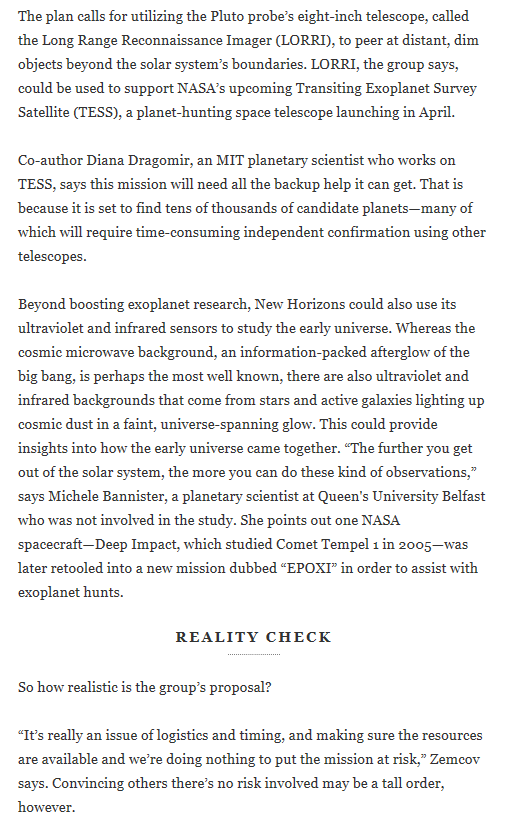 The plan calls for utilizing the Pluto probe’s eight-inch telescope, called
the Long Range Reconnaissance Imager (LORRI), to peer at distant, dim
objects beyond the solar system’s boundaries. LORRI, the group says,
could be used to support NASA’s upcoming Transiting Exoplanet Survey
Satellite (TESS), a planet-hunting space telescope launching in April.
Co-author Diana Dragomir, an MIT planetary scientist who works on
TESS, says this mission will need all the backup help it can get. That is
because it is set to find tens of thousands of candidate planets—many of
which will require time-consuming independent confirmation using other
telescopes.
Beyond boosting exoplanet research, New Horizons could also use its
ultraviolet and infrared sensors to study the early universe. Whereas the
cosmic microwave background, an information-packed afterglow of the
big bang, is perhaps the most well known, there are also ultraviolet and
infrared backgrounds that come from stars and active galaxies lighting up
cosmic dust in a faint, universe-spanning glow. This could provide
insights into how the early universe came together. “The further you get
out of the solar system, the more you can do these kind of observations,”
says Michele Bannister, a planetary scientist at Queen's University Belfast
who was not involved in the study. She points out one NASA
spacecraft—Deep Impact, which studied Comet Tempel 1 in 2005—was
later retooled into a new mission dubbed “EPOXI” in order to assist with
exoplanet hunts.
REALITY CHECK
So how realistic is the group’s proposal?
“It’s really an issue of logistics and timing, and making sure the resources
are available and we’re doing nothing to put the mission at risk,” Zemcov
says. Convincing others there’s no risk involved may be a tall order,
however.